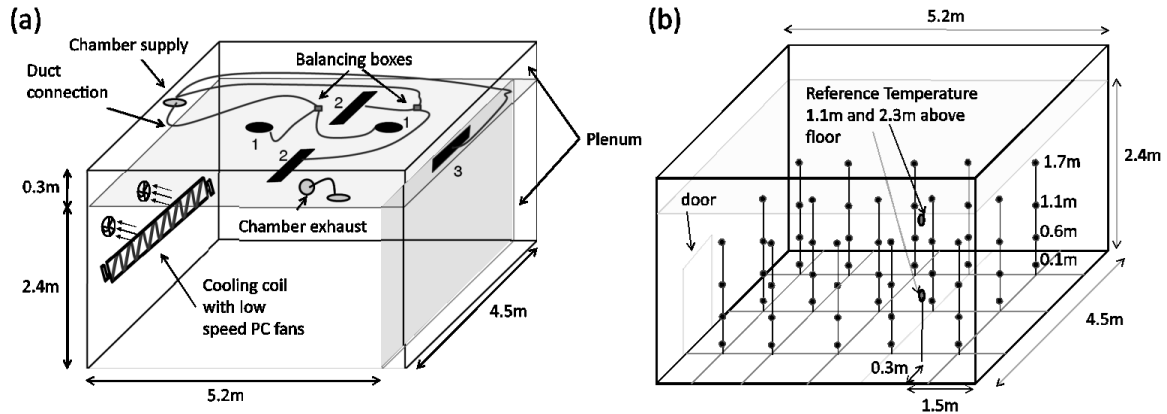 (a)
Chamber supply
Duct
connection
Balancing boxes
2
1
1
2
3
Plenum
0.3m
Chamber exhaust
2.4m
Cooling coil
with low
speed PC fans
4.5m
5.2m
(b)
5.2m
Reference Temperature
1.1m and 2.3m above
floor
2.4m
door
1.7m
1.1m
0.6m
0.1m
4.5m
0.3m
1.5m